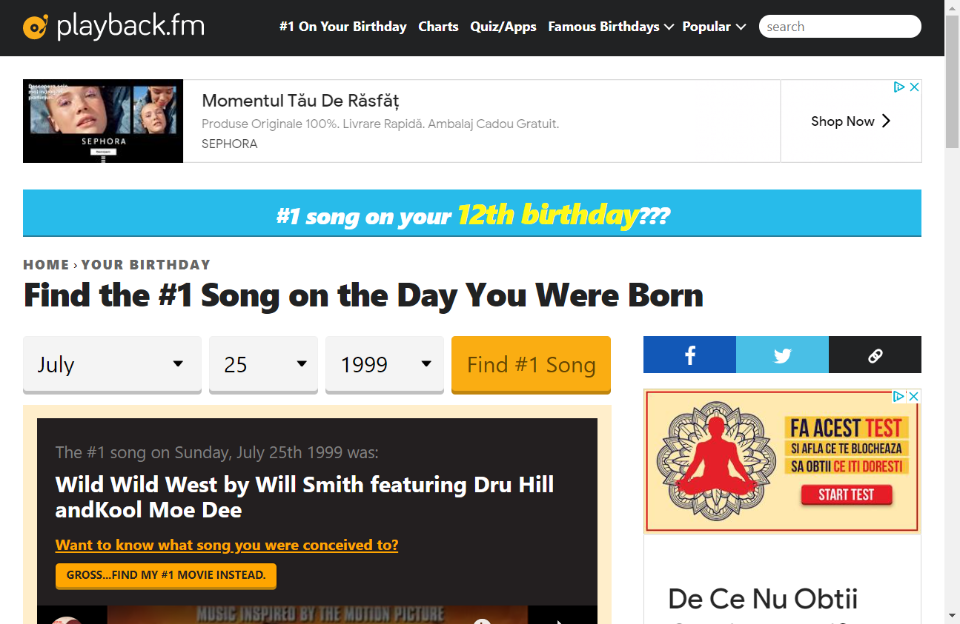 playback.fm
#1 On Your Birthday Charts Quiz/Apps Famous Birthdays Popular search
Momentul Tău De Răsfăț
Produse Originale 100%. Livrare Rapidă. Ambalaj Cadou Gratuit.
SEPHORA
Shop Now
SEPHORA
#1 song on your 12th birthday???
HOME › YOUR BIRTHDAY
Find the #1 Song on the Day You Were Born
July 25 1999 Find #1 Song
The #1 song on Sunday, July 25th 1999 was:
Wild Wild West by Will Smith featuring Dru Hill
andKool Moe Dee
Want to know what song you were conceived to?
GROSS...FIND MY #1 MOVIE INSTEAD.
MUSIC INSPIRED BY THE MOTION PICTURE
FA ACEST TEST
SI AFLA CE TE BLOCHEAZA
SA OBTII CE ITI DORESTI
START TEST
De Ce Nu Obtii